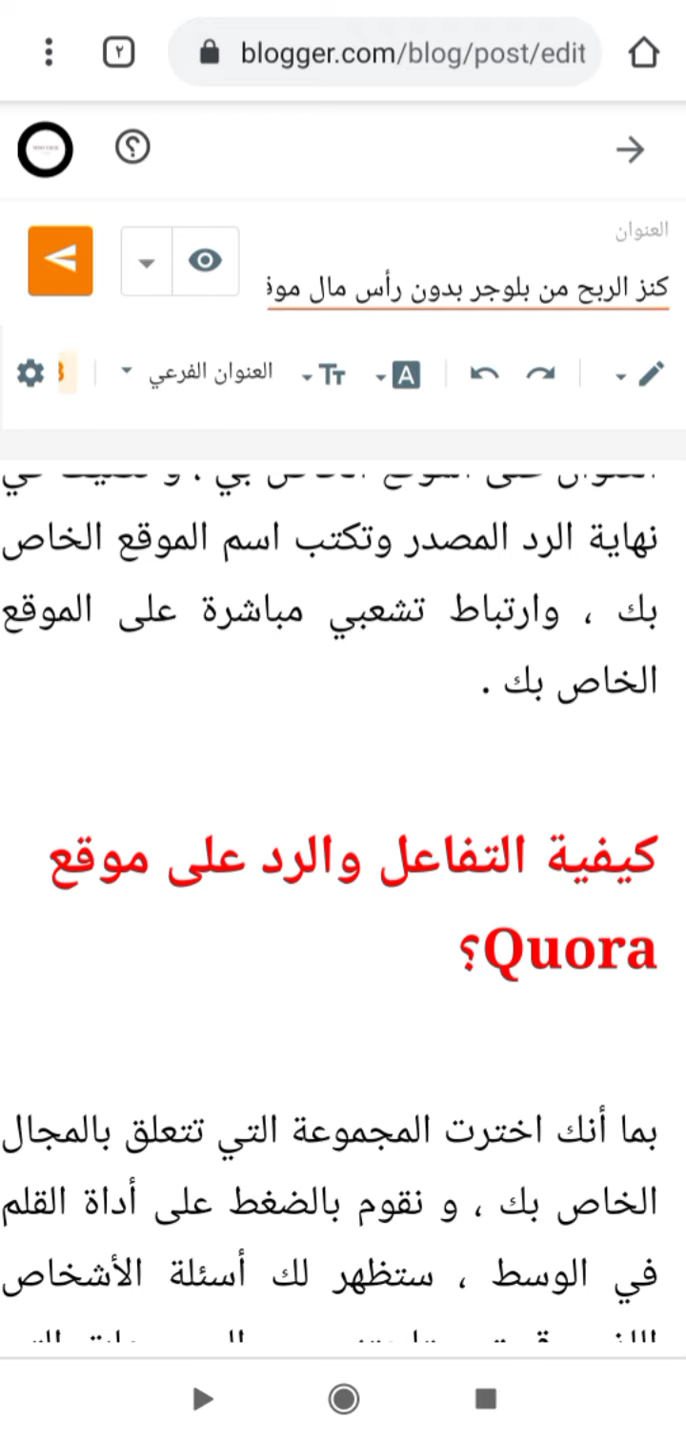 ٢
blogger.com/blog/post/edit
العنوان
كنز الربح من بلوجر بدون رأس مال
العنوان الفرعي
نهاية الرد المصدر وتكتب اسم الموقع الخاص
بك ، وارتباط تشعبي مباشرة على الموقع
الخاص بك .
كيفية التفاعل والرد على موقع
Quora؟
بما أنك اخترت المجموعة التي تتعلق بالمجال
الخاص بك ، و نقوم بالضغط على أداة القلم
في الوسط ، ستظهر لك أسئلة الأشخاص